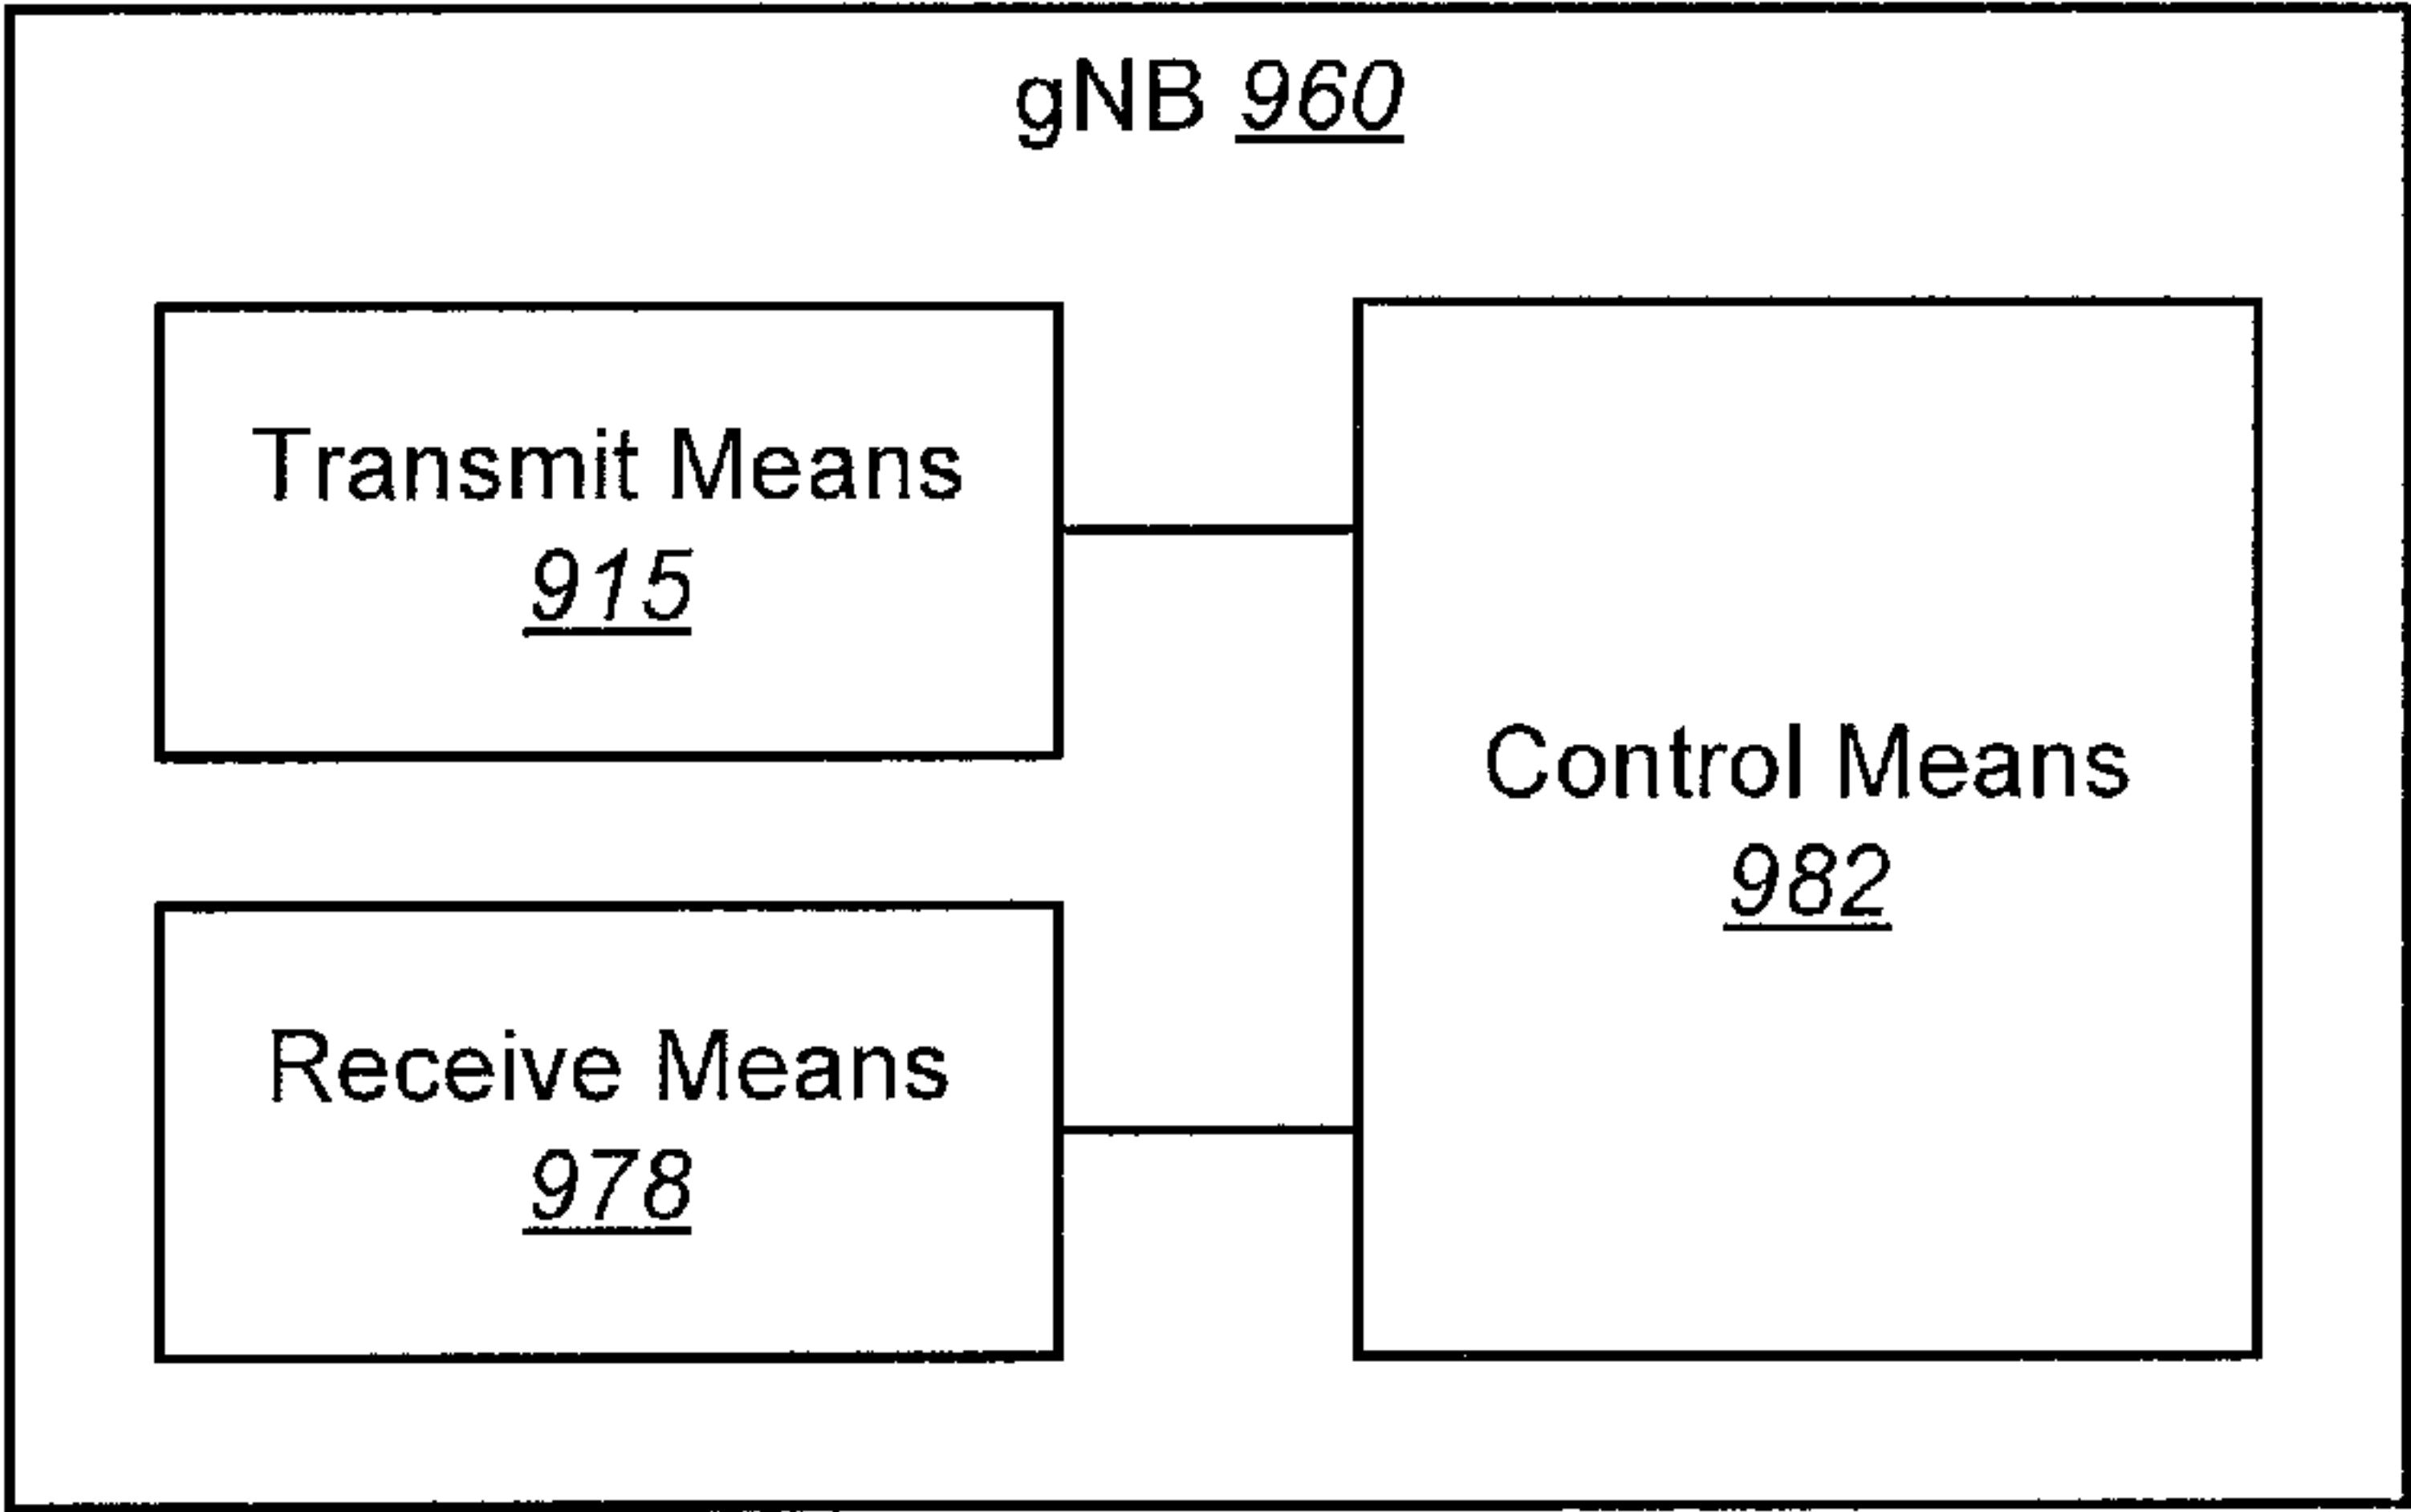 gNB 960
Transmit Means
915
Control Means
982
Receive Means
978